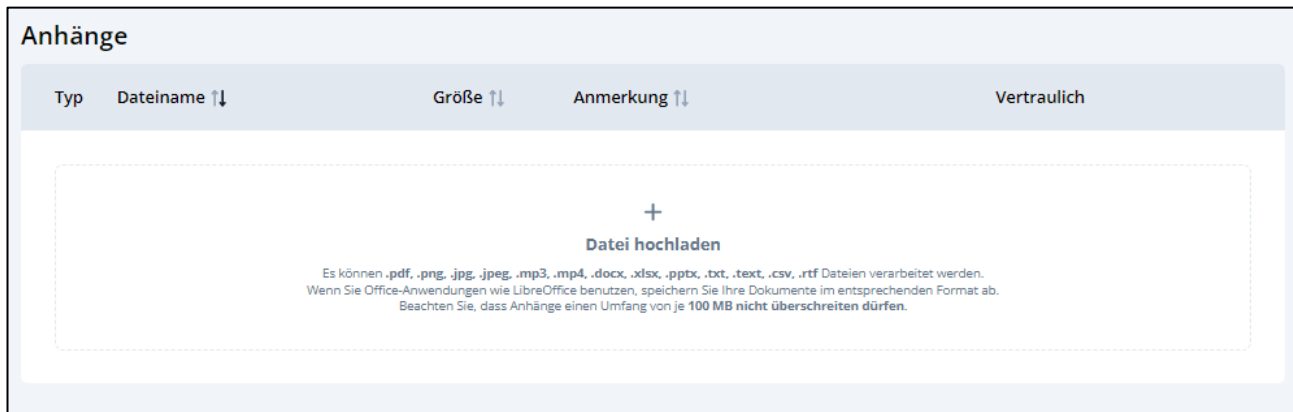 Anhänge
Typ Dateiname Größe Anmerkung Vertraulich
Datei hochladen
Es können .pdf, .png, .jpg, .jpeg, .mp3, .mp4, .docx, .xlsx, .pptx, .txt, .text, .csv, .rtf Dateien verarbeitet werden.
Wenn Sie Office-Anwendungen wie LibreOffice benutzen, speichern Sie Ihre Dokumente im entsprechenden Format ab.
Beachten Sie, dass Anhänge einen Umfang von je 100 MB nicht überschreiten dürfen.